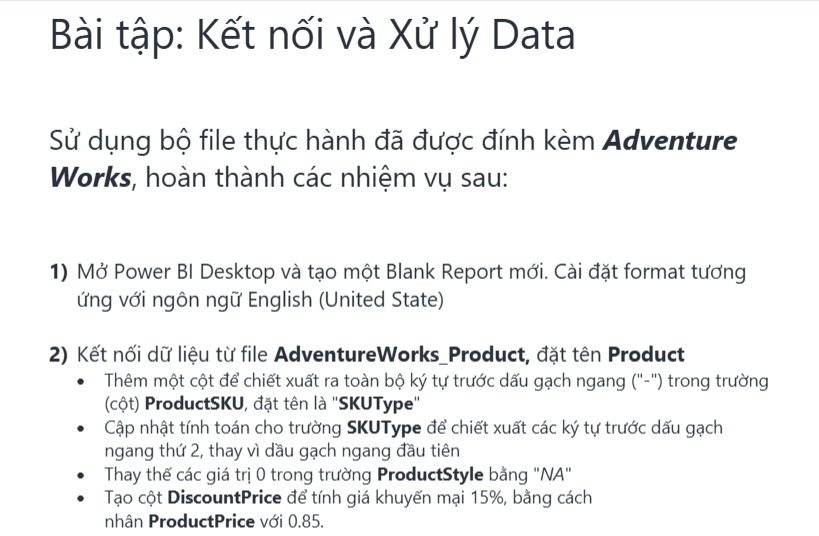 Bài tập: Kết nối và Xử lý Data
Sử dụng bộ file thực hành đã được đính kèm Adventure
Works, hoàn thành các nhiệm vụ sau:
1) Mở Power BI Desktop và tạo một Blank Report mới. Cài đặt format tương
ứng với ngôn ngữ English (United State)
2) Kết nối dữ liệu từ file AdventureWorks_Product, đặt tên Product
• Thêm một cột để chiết xuất ra toàn bộ ký tự trước dấu gạch ngang ("-") trong trường
(cột) ProductSKU, đặt tên là "SKUType"
• Cập nhật tính toán cho trường SKUType để chiết xuất các ký tự trước dấu gạch
ngang thứ 2, thay vì dầu gạch ngang đầu tiên
• Thay thế các giá trị 0 trong trường ProductStyle bằng "NA"
• Tạo cột DiscountPrice để tính giá khuyến mại 15%, bằng cách
nhân ProductPrice với 0.85.